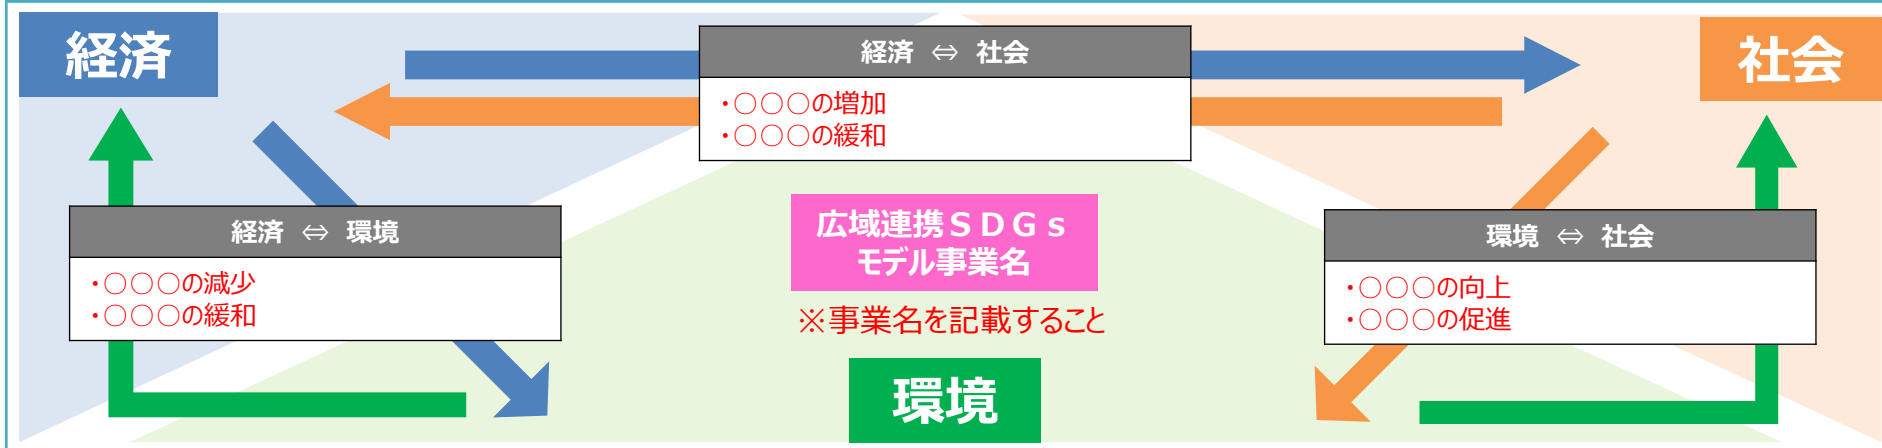 経済
社会
経済 ⇔ 社会
・○○○の増加
・○○○の緩和
経済 ⇔ 環境
・○○○の減少
・○○○の緩和
広域連携ＳＤＧｓ
モデル事業名
※事業名を記載すること
環境 ⇔ 社会
・○○○の向上
・○○○の促進
環境